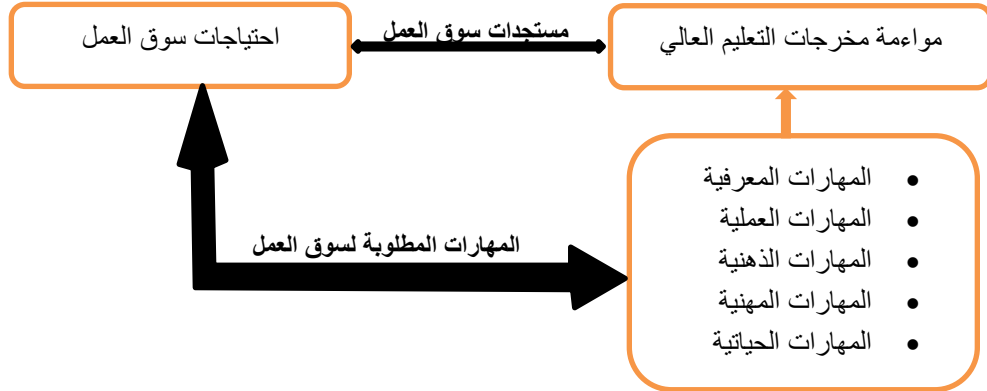 مواءمة مخرجات التعليم العالي
مستجدات سوق العمل
احتياجات سوق العمل
المهارات المطلوبة لسوق العمل
• المهارات المعرفية
• المهارات العملية
• المهارات الذهنية
• المهارات المهنية
• المهارات الحياتية